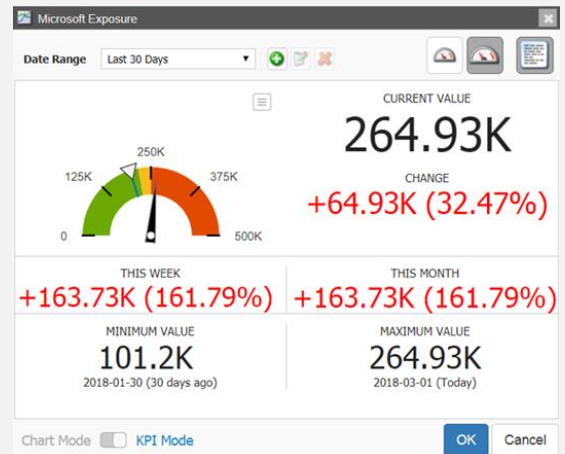 Microsoft Exposure
Date Range Last 30 Days
CURRENT VALUE
264.93K
CHANGE
+64.93K (32.47%)
250K
125K 375K
0 500K
THIS WEEK
+163.73K (161.79%)
THIS MONTH
+163.73K (161.79%)
MINIMUM VALUE
101.2K
2018-01-30 (30 days ago)
MAXIMUM VALUE
264.93K
2018-03-01 (Today)
Chart Mode KPI Mode
OK Cancel